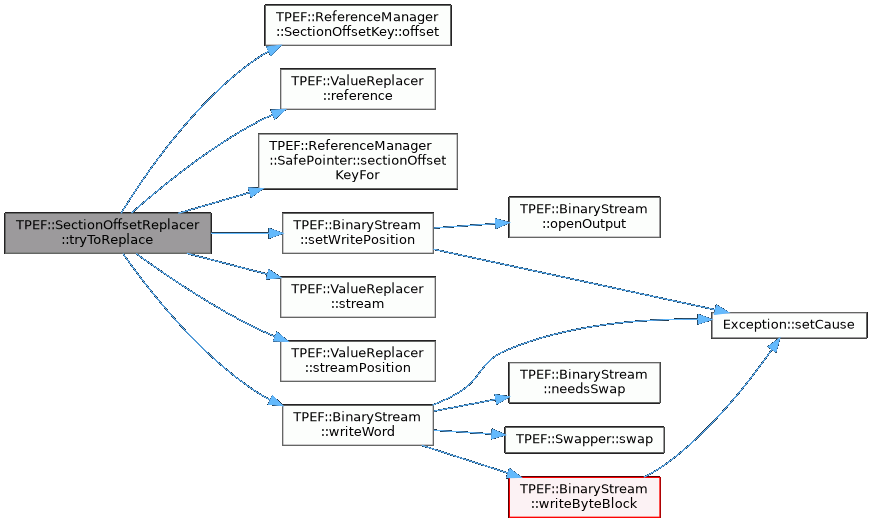 TPEF::ReferenceManager
::SectionOffsetKey::offset
TPEF::ValueReplacer
::reference
TPEF::ReferenceManager
::SafePointer::sectionOffset
KeyFor
TPEF::SectionOffsetReplacer
::tryToReplace
TPEF::BinaryStream
::setWritePosition
TPEF::BinaryStream
::openOutput
TPEF::ValueReplacer
::stream
Exception::setCause
TPEF::ValueReplacer
::streamPosition
TPEF::BinaryStream
::needsSwap
TPEF::BinaryStream
::writeWord
TPEF::Swapper::swap
TPEF::BinaryStream
::writeByteBlock